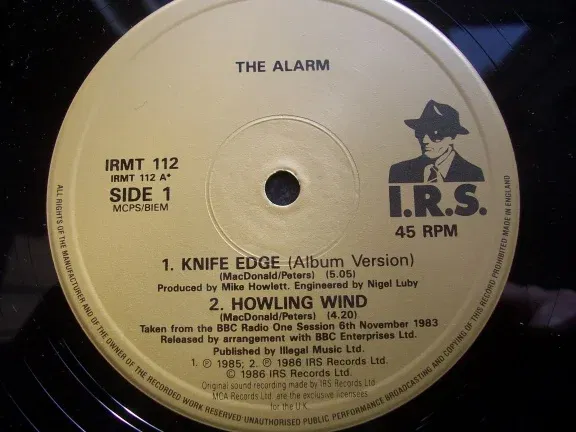 THE ALARM
IRMT 112
IRMT 112 A*
SIDE 1
MCPS/BIEM
I.R.S.
45 RPM
1. KNIFE EDGE (Album Version)
(MacDonald/Peters) (5.05)
Produced by Mike Howlett. Engineered by Nigel Luby
2. HOWLING WIND
(MacDonald/Peters) (4.20)
Taken from the BBC Radio One Session 6th November 1983
Released by arrangement with BBC Enterprises Ltd.
Published by Illegal Music Ltd.
1. ℗ 1985; 2. ℗ 1986 IRS Records Ltd.
© 1986 IRS Records Ltd.
Original sound recording made by IRS Records Ltd
MCA Records Ltd. are the exclusive licensees
for the U.K.
ALL RIGHTS OF THE MANUFACTURER AND OF THE OWNER OF THE RECORDED WORK RESERVED UNAUTHORISED PUBLIC PERFORMANCE BROADCASTING AND COPYING OF THIS RECORD PROHIBITED MADE IN ENGLAND